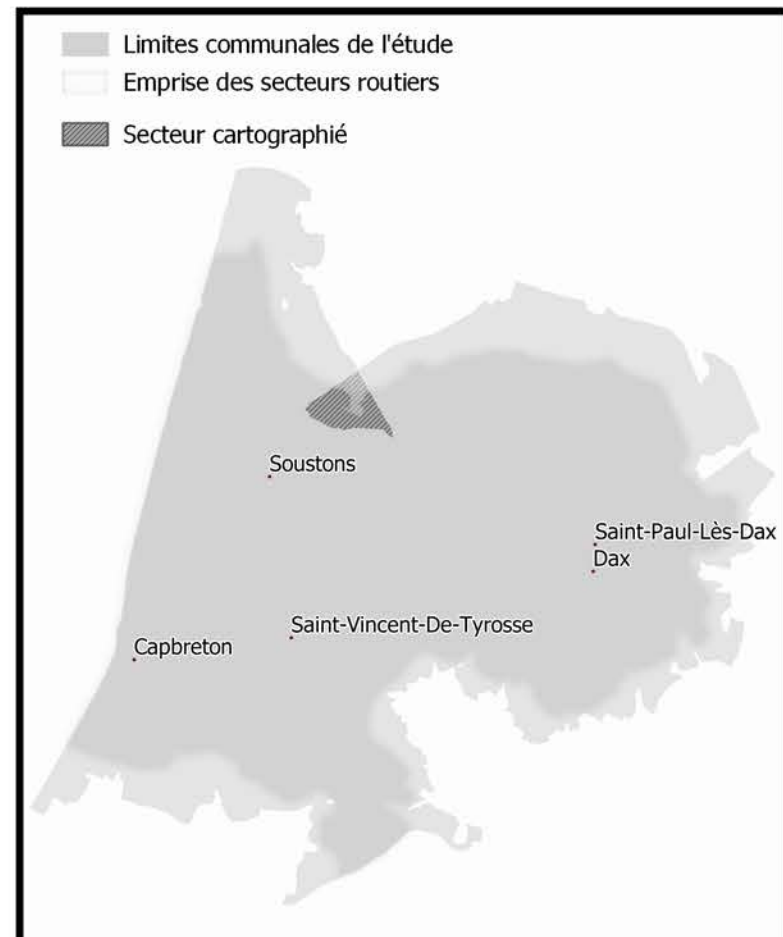 Limites communales de l'étude
Emprise des secteurs routiers
Secteur cartographié
Soustons
Saint-Paul-Lès-Dax
Dax
Saint-Vincent-De-Tyrosse
Capbreton